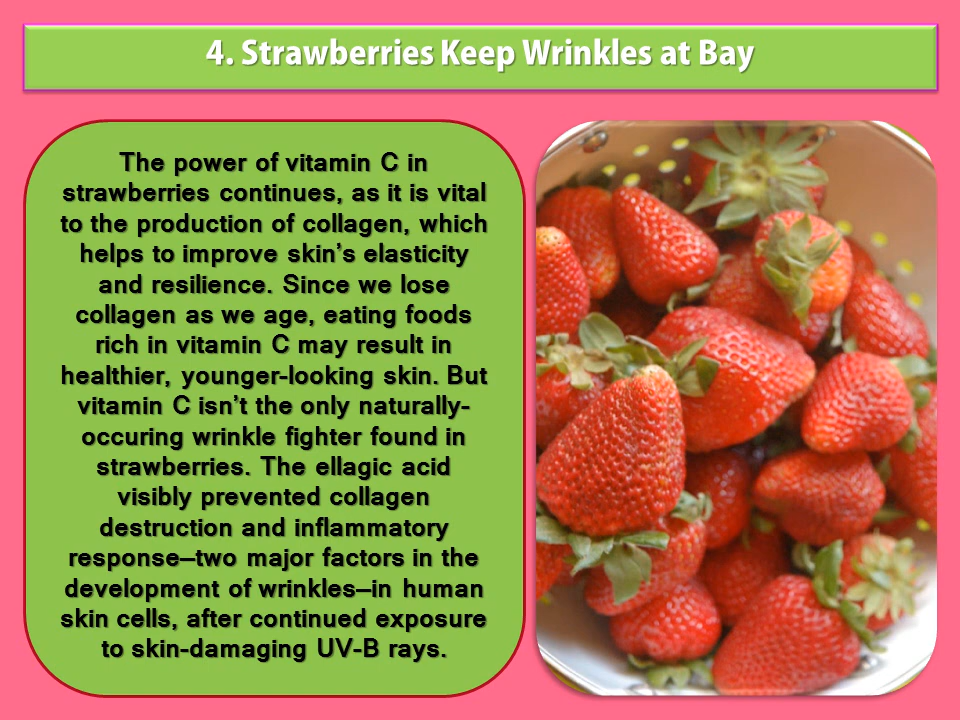 4. Strawberries Keep Wrinkles at Bay
The power of vitamin C in
strawberries continues, as it is vital
to the production of collagen, which
helps to improve skin’s elasticity
and resilience. Since we lose
collagen as we age, eating foods
rich in vitamin C may result in
healthier, younger-looking skin. But
vitamin C isn’t the only naturally-
occuring wrinkle fighter found in
strawberries. The ellagic acid
visibly prevented collagen
destruction and inflammatory
response—two major factors in the
development of wrinkles—in human
skin cells, after continued exposure
to skin-damaging UV-B rays.